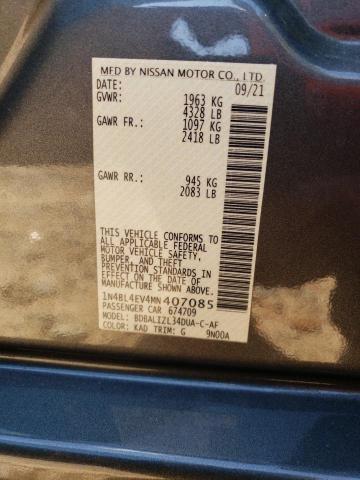 MFD BY NISSAN MOTOR CO., LTD.
DATE: 09/21
GVWR: 1963 KG
4328 LB
GAWR FR: 1097 KG
2418 LB
GAWR RR: 945 KG
2083 LB
THIS VEHICLE CONFORMS TO
ALL APPLICABLE FEDERAL
MOTOR VEHICLE SAFETY,
BUMPER, AND THEFT
PREVENTION STANDARDS
IN EFFECT ON THE DATE OF
MANUFACTURE SHOWN ABOVE.
1N4BL4EV4MN407085
PASSENGER CAR 674709
MODEL: BDBALIZL34DUA-C-AF
COLOR: KAD TRIM: G 9N00A